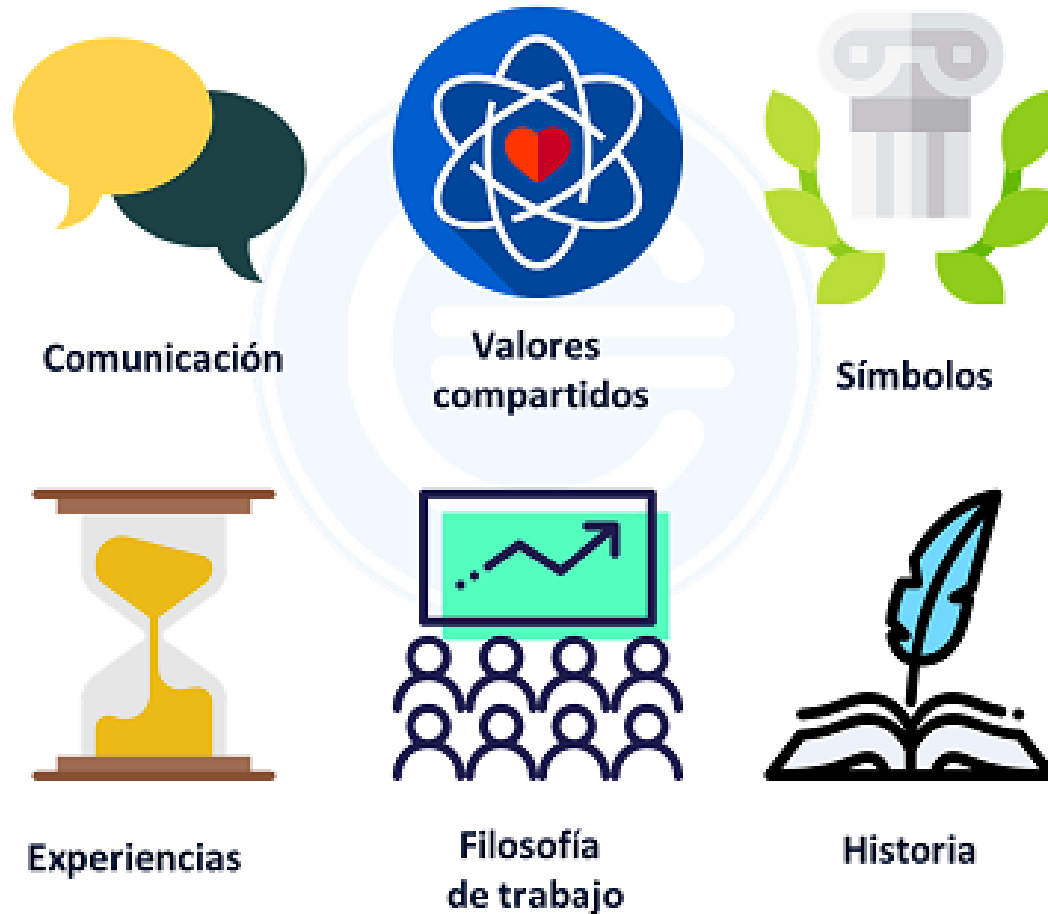 Comunicación
Valores
compartidos
Símbolos
Experiencias
Filosofía
de trabajo
Historia